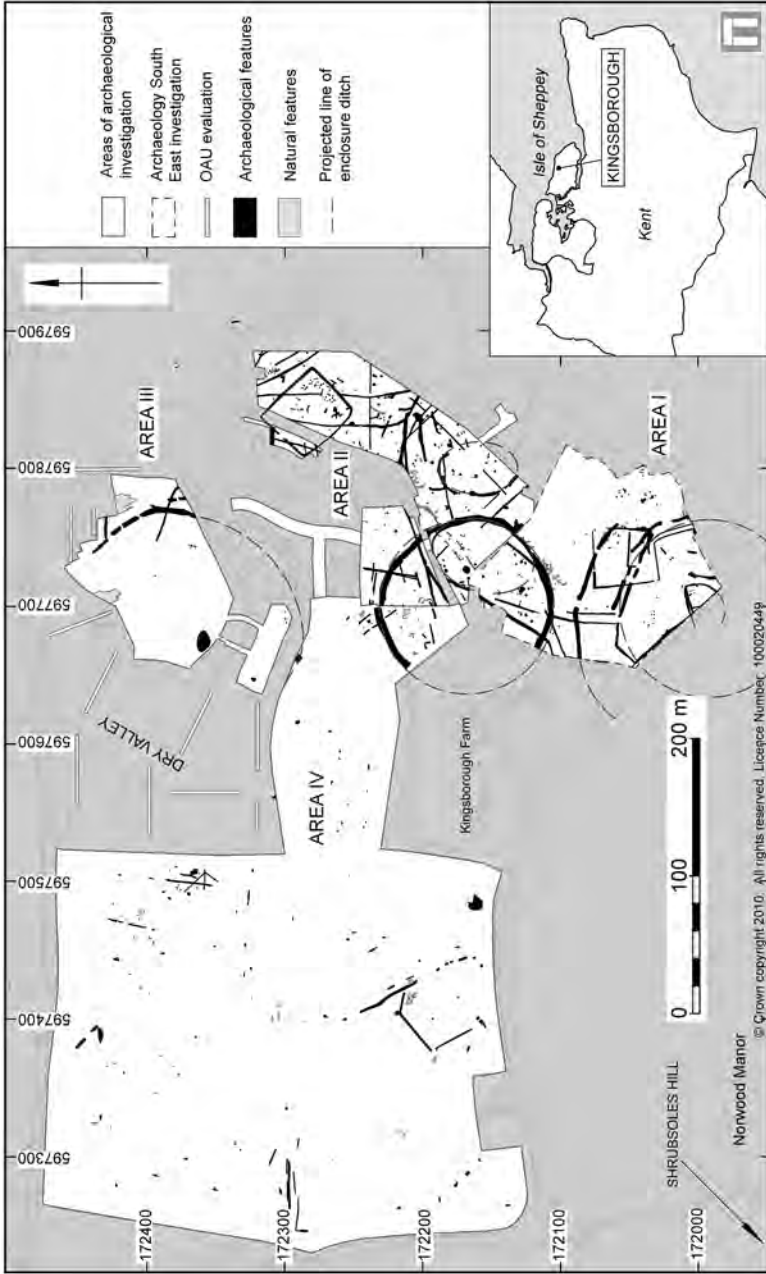 Areas of archaeological
investigation
Archaeology South
East investigation
OAU evaluation
Archaeological features
Natural features
Projected line of
enclosure ditch
Isle of Sheppey
KINGSBOROUGH
Kent
597900
597800
597700
597600
597500
597400
597300
172400
172300
172200
172100
172000
AREA III
AREA II
AREA I
AREA IV
DRY VALLEY
Kingsborough Farm
0
100
200 m
SHRUBSOLES HILL
Norwood Manor
© Crown copyright 2010. All rights reserved. Licence Number: 100020449